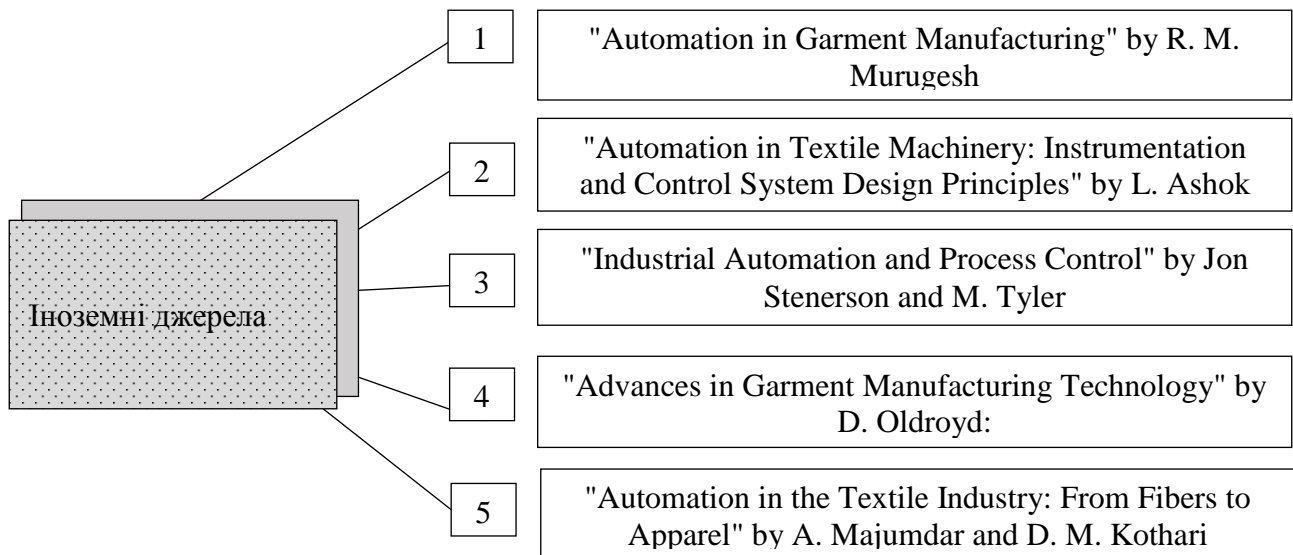 1
"Automation in Garment Manufacturing" by R. M.
Murugesh
2
"Automation in Textile Machinery: Instrumentation
and Control System Design Principles" by L. Ashok
3
"Industrial Automation and Process Control" by Jon
Stenerson and M. Tyler
Іноземні джерела
4
"Advances in Garment Manufacturing Technology" by
D. Oldroyd:
5
"Automation in the Textile Industry: From Fibers to
Apparel" by A. Majumdar and D. M. Kothari